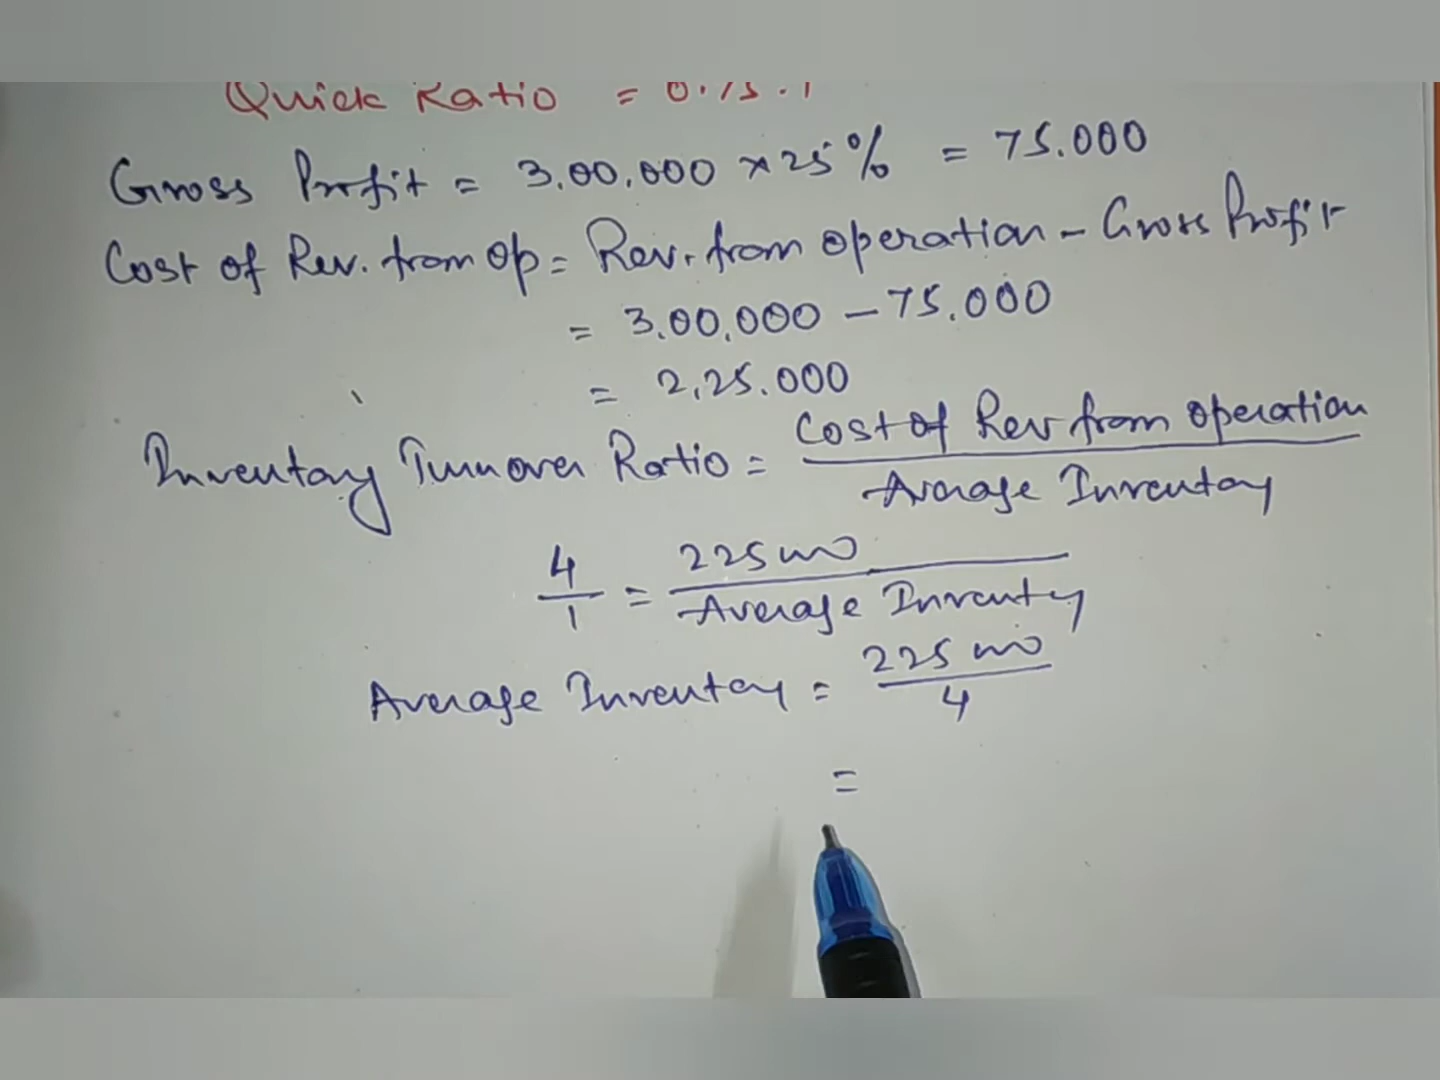 Quick Ratio = 0.75:1
Gross Profit = 3,00,000 × 25% = 75,000
Cost of Rev. from Op = Rev. from operation - Gross Profit
= 3,00,000 - 75,000
= 2,25,000
Inventory Turnover Ratio = Cost of Rev from operation
Average Inventory
4 = 225000
1 Average Inventy
Average Inventory = 225000
4
=